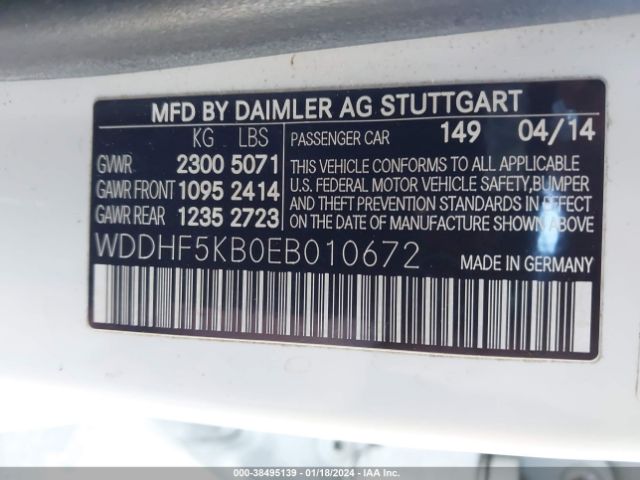 MFD BY DAIMLER AG STUTTGART
KG LBS PASSENGER CAR 149 04/14
GVWR 2300 5071
GAWR FRONT 1095 2414
GAWR REAR 1235 2723
THIS VEHICLE CONFORMS TO ALL APPLICABLE
U.S. FEDERAL MOTOR VEHICLE SAFETY, BUMPER
AND THEFT PREVENTION STANDARDS IN EFFECT
ON THE DATE OF MANUFACTURE SHOWN ABOVE
WDDHF5KB0EB010672 MADE IN GERMANY
000-38495139 - 01/18/2024 - IAA, LLC